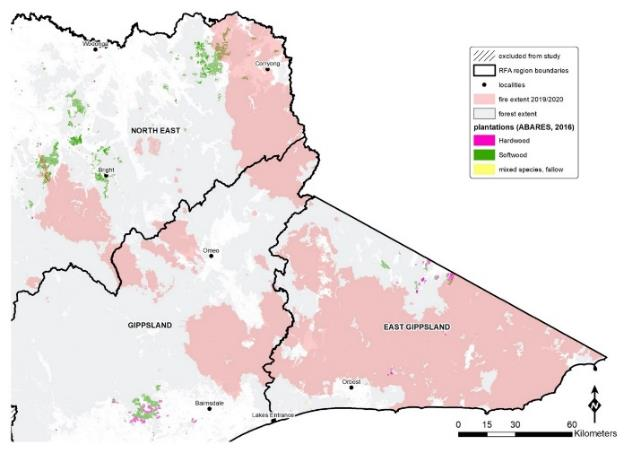 Wodonga
Corryong
NORTH EAST
Bright
Omeo
GIPPSLAND
EAST GIPPSLAND
Orbost
Bairnsdale
Lakes Entrance
excluded from study
RFA region boundaries
localities
fire extent 2019/2020
forest extent
plantations (ABARES, 2016)
Hardwood
Softwood
mixed species, fallow
N
0 15 30 60
Kilometers